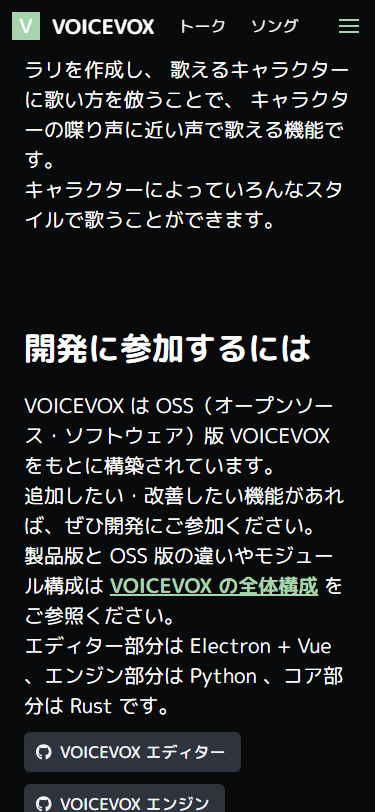 V VOICEVOX トーク ソング
ラリを作成し、 歌えるキャラクター
に歌い方を倣うことで、 キャラクタ
ーの喋り声に近い声で歌える機能で
す。
キャラクターによっていろんなスタ
イルで歌うことができます。
開発に参加するには
VOICEVOX は OSS（オープンソー
ス・ソフトウェア）版 VOICEVOX
をもとに構築されています。
追加したい・改善したい機能があれ
ば、ぜひ開発にご参加ください。
製品版と OSS 版の違いやモジュー
ル構成は VOICEVOX の全体構成 を
ご参照ください。
エディター部分は Electron + Vue
、エンジン部分は Python 、コア部
分は Rust です。
VOICEVOX エディター
VOICEVOX エンジン